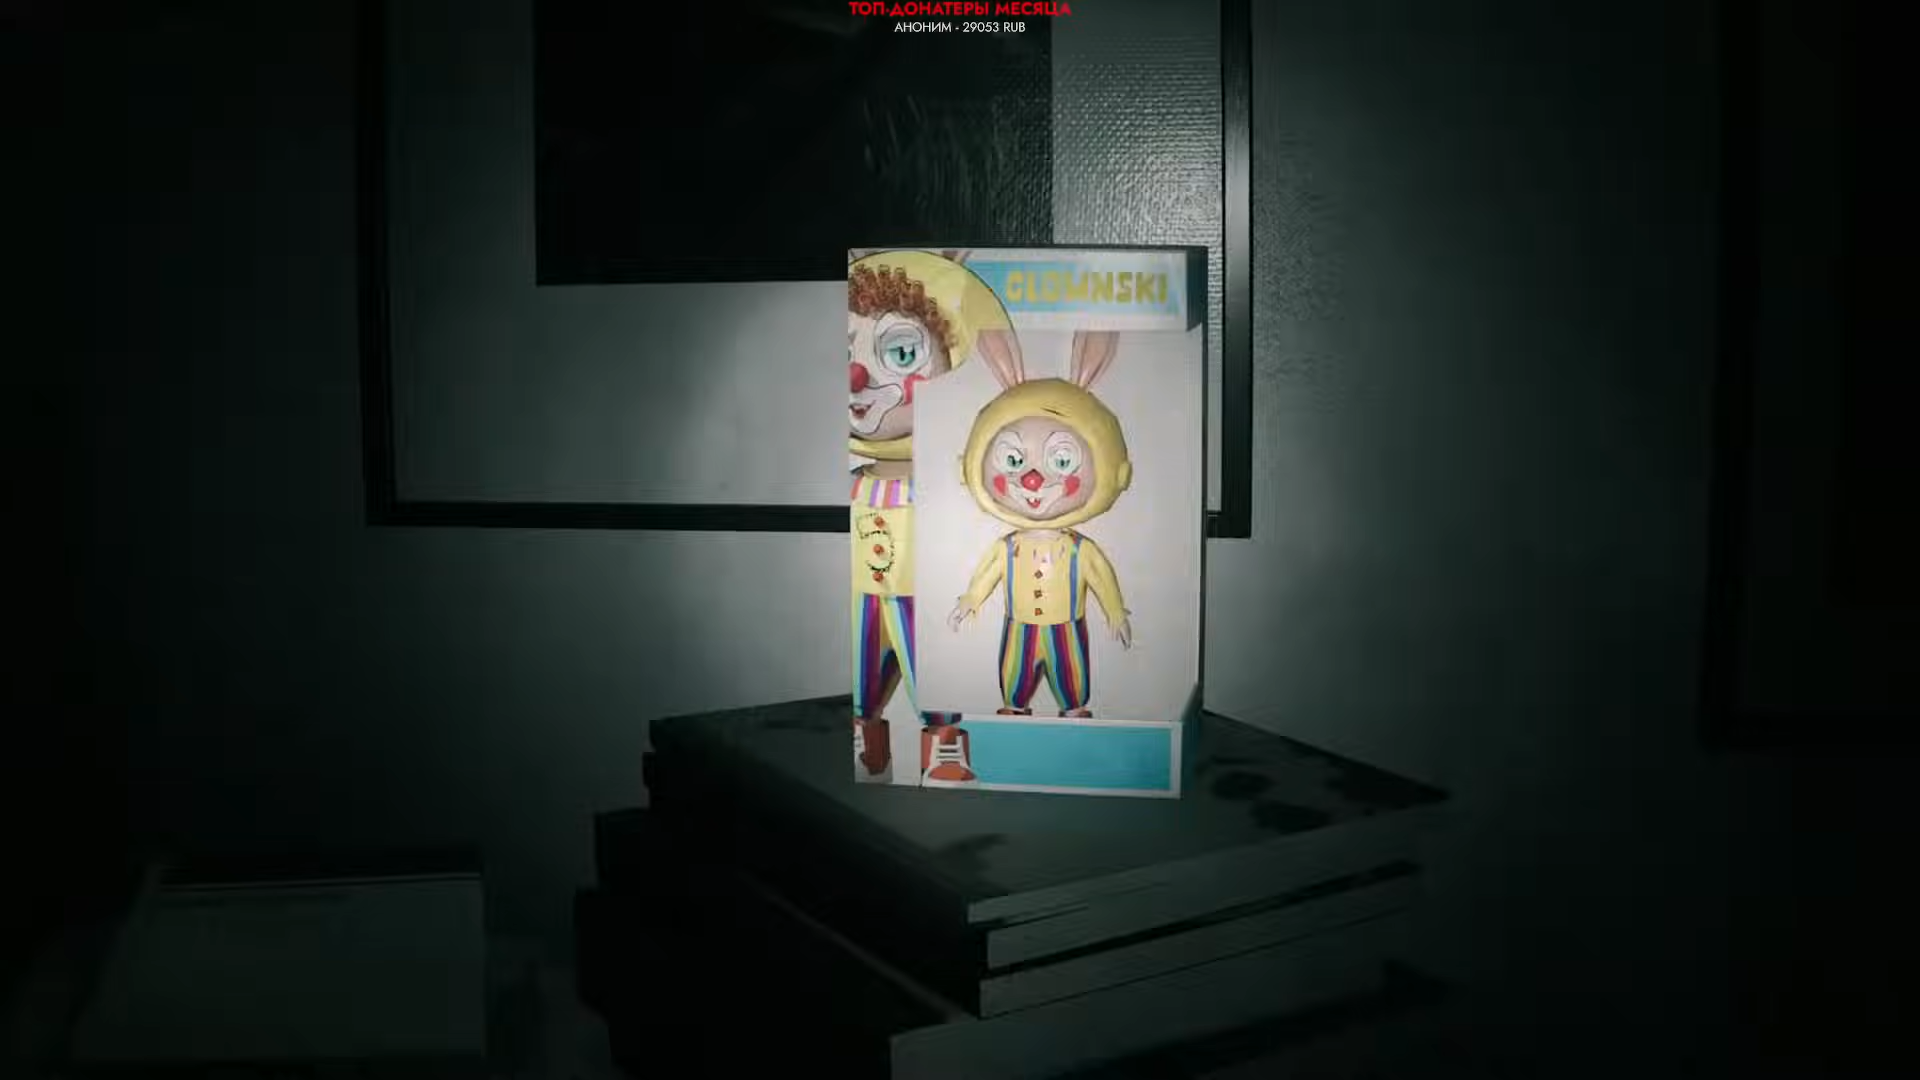 ТОП-ДОНАТЕРЫ МЕСЯЦА
АНОНИМ - 29053 RUB
CLOWNSKI